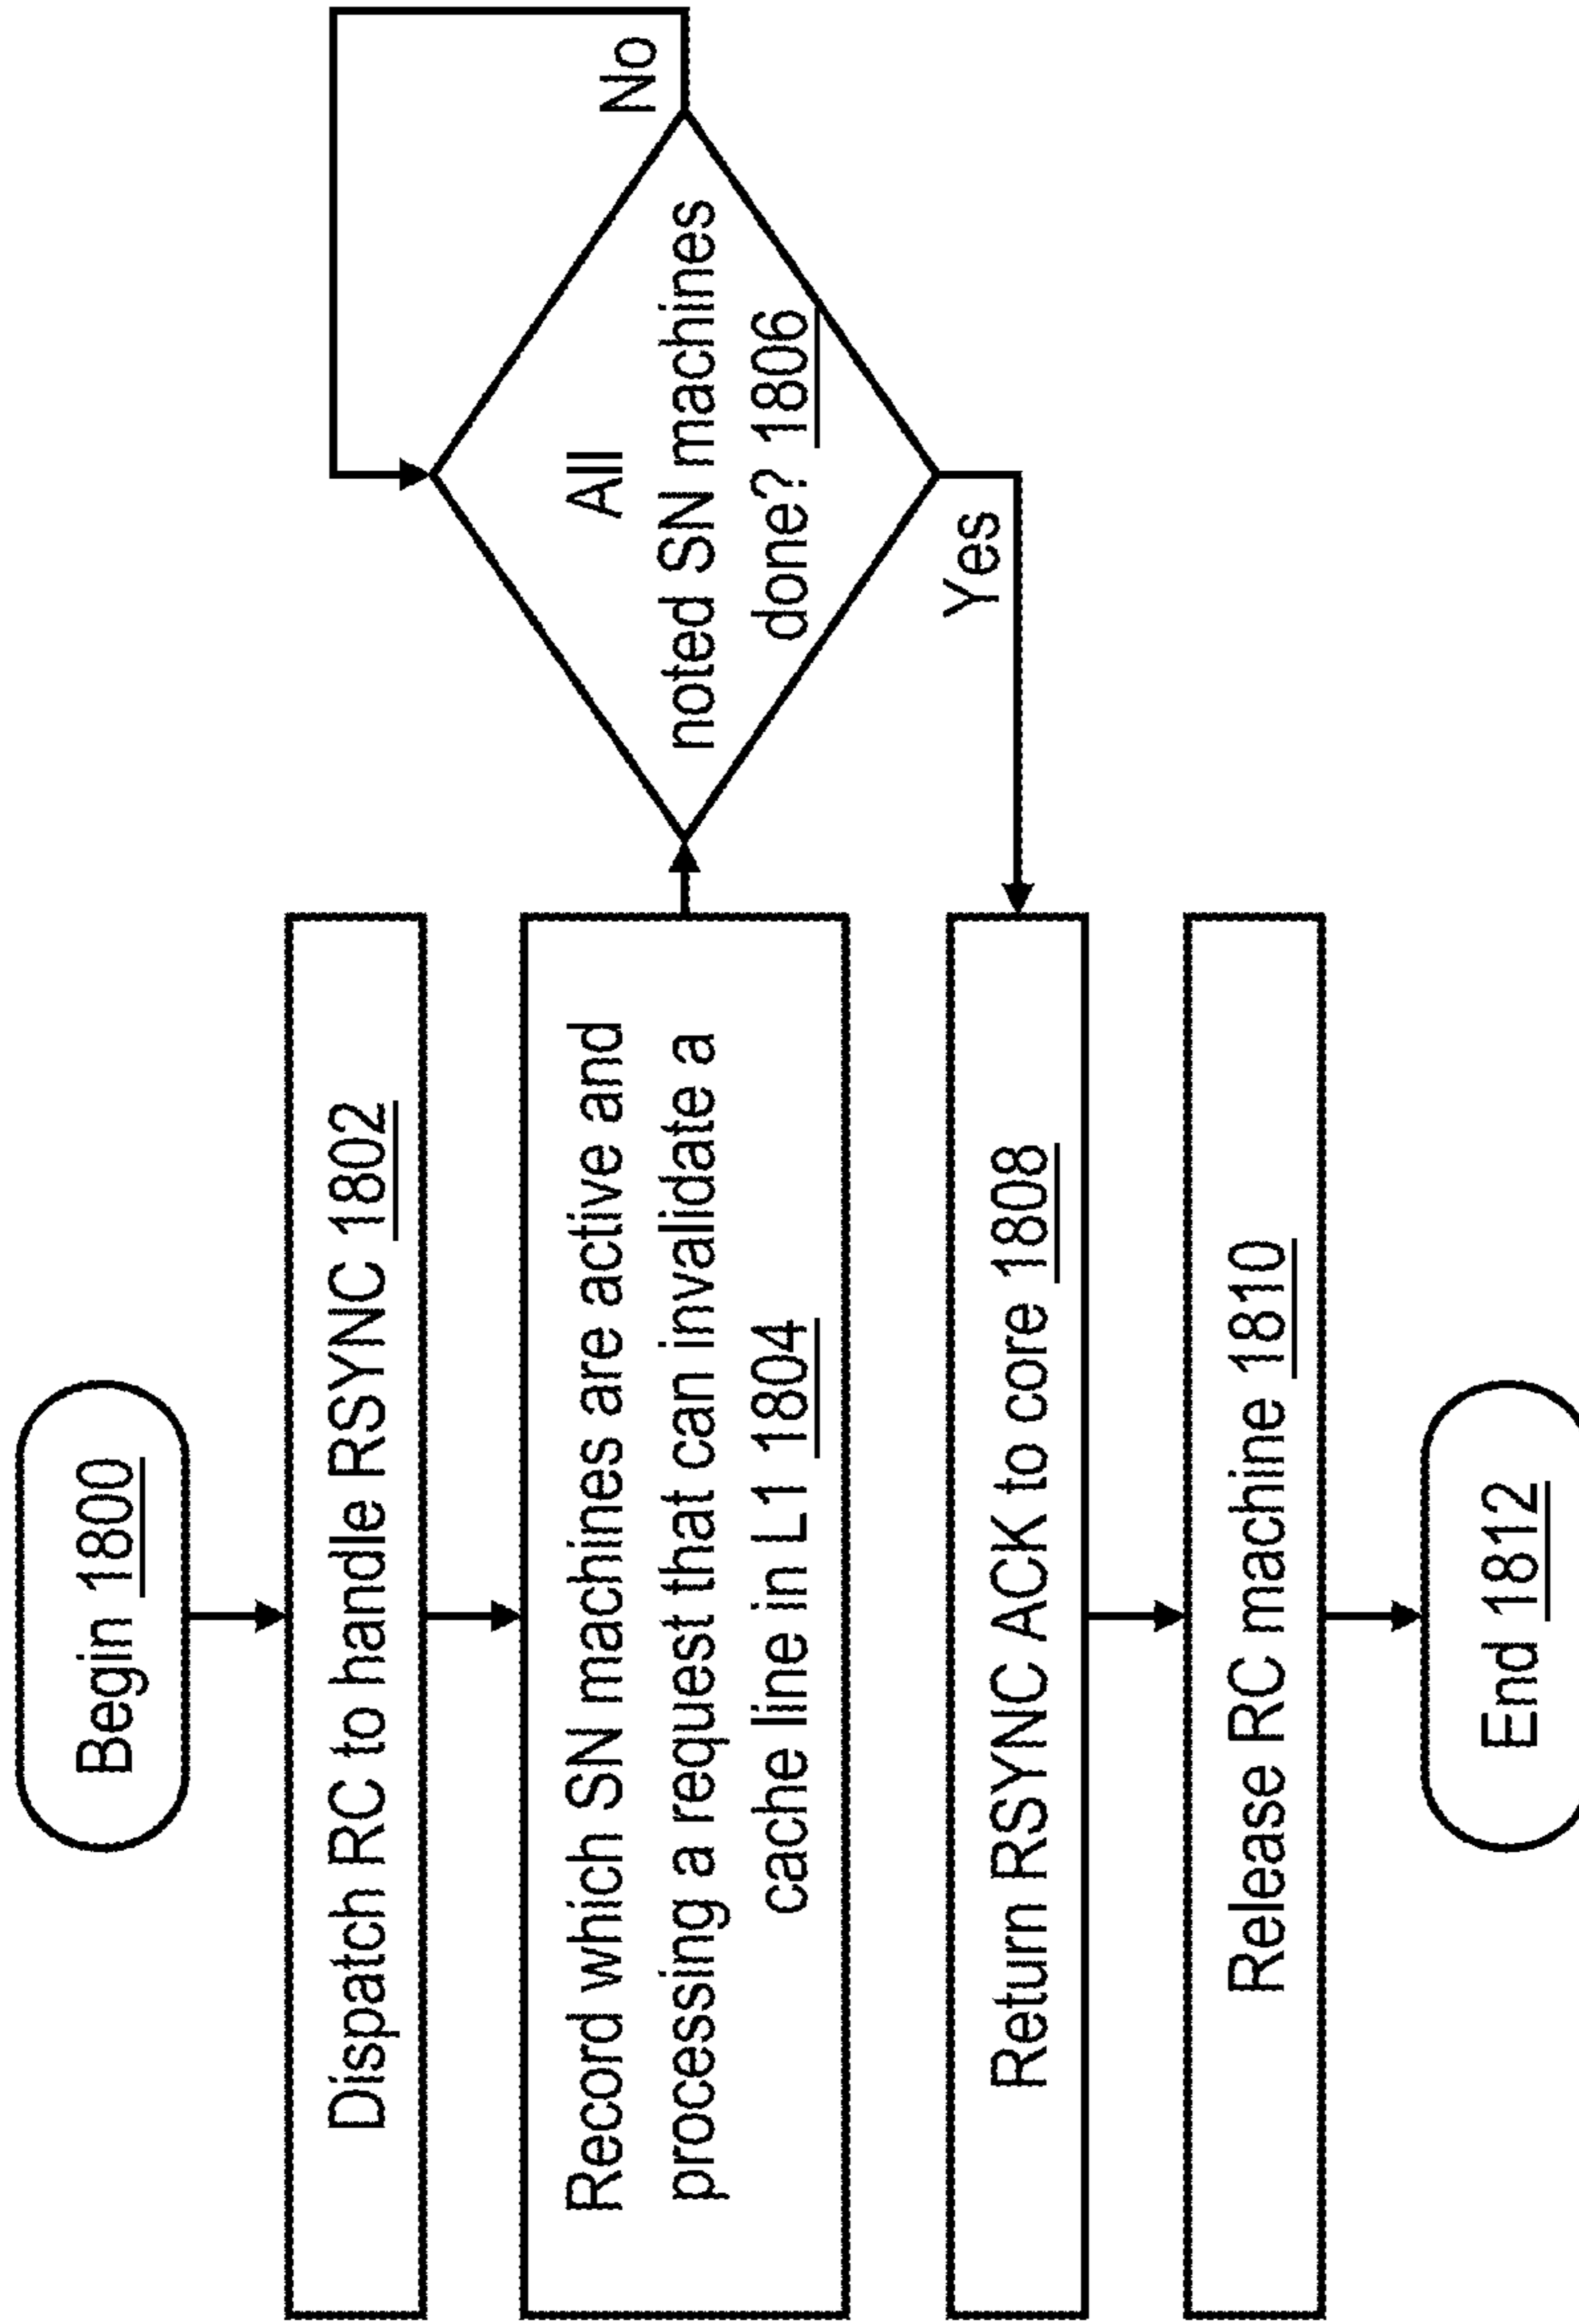 Begin 1800
Dispatch RC to handle RSYNC 1802
Record which SN machines are active and
processing a request that can invalidate a
cache line in L1 1804
All
noted SN machines
done? 1806
No
Yes
Return RSYNC ACK to core 1808
Release RC machine 1810
End 1812